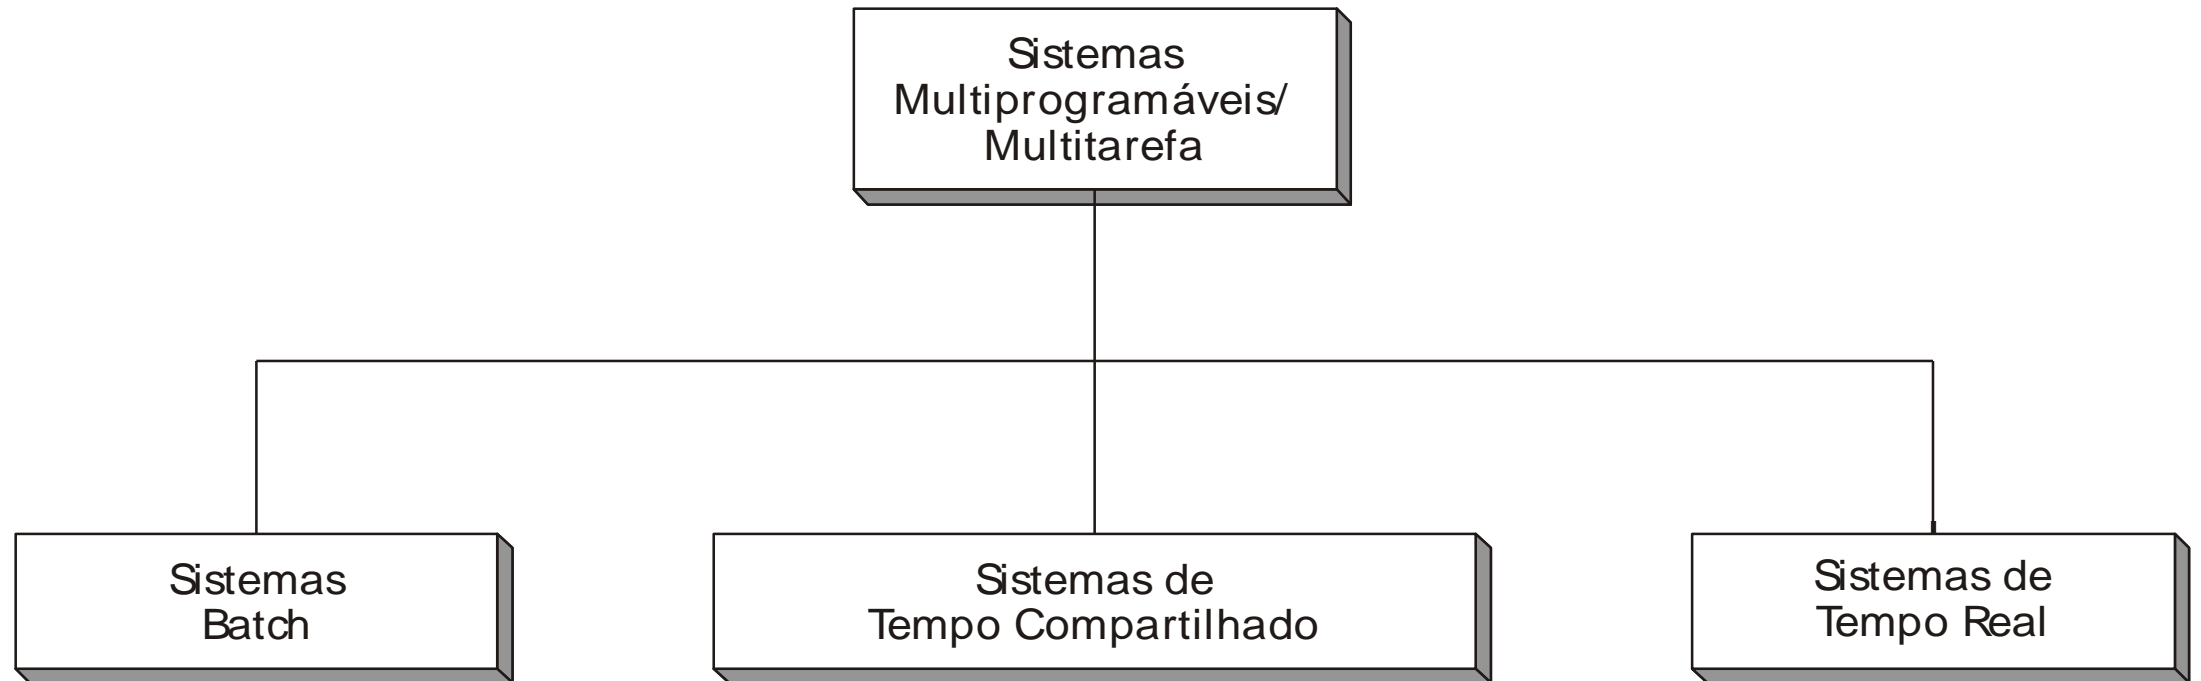 Sistemas
Multiprogramáveis/
Multitarefa
Sistemas
Batch
Sistemas de
Tempo Compartilhado
Sistemas de
Tempo Real